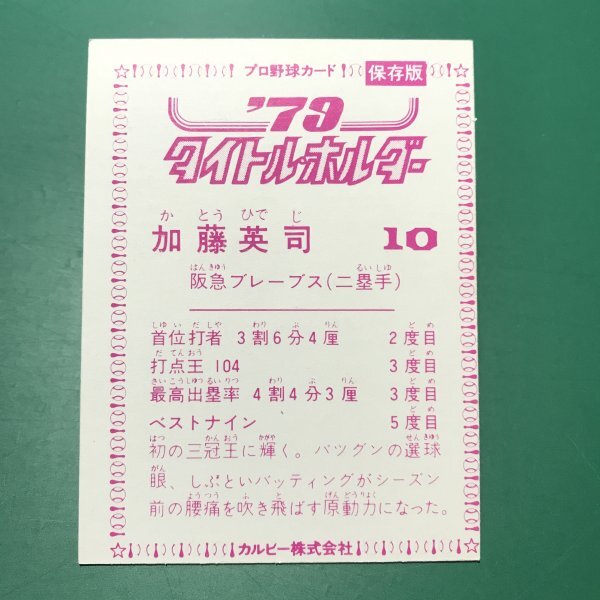 プロ野球カード 保存版
'79
タイトル・ホルダー
かとうひでじ
加藤英司 10
はんきゅう るいしゅ
阪急ブレーブス(二塁手)
しゅいだしゃ わり ぶ りん どめ
首位打者 3割6分4厘 2度目
だてんおう どめ
打点王 104 3度目
さいこうしゅつるいりつ わり ぶ りん どめ
最高出塁率 4割4分3厘 3度目
どめ
ベストナイン 5度目
はつ かんおう かがや せんきゅう
初の三冠王に輝く。バツグンの選球
がん
眼、しぶといバッティングがシーズン
ようつう ふ と げんどうりょく
前の腰痛を吹き飛ばす原動力になった。
カルビー株式会社